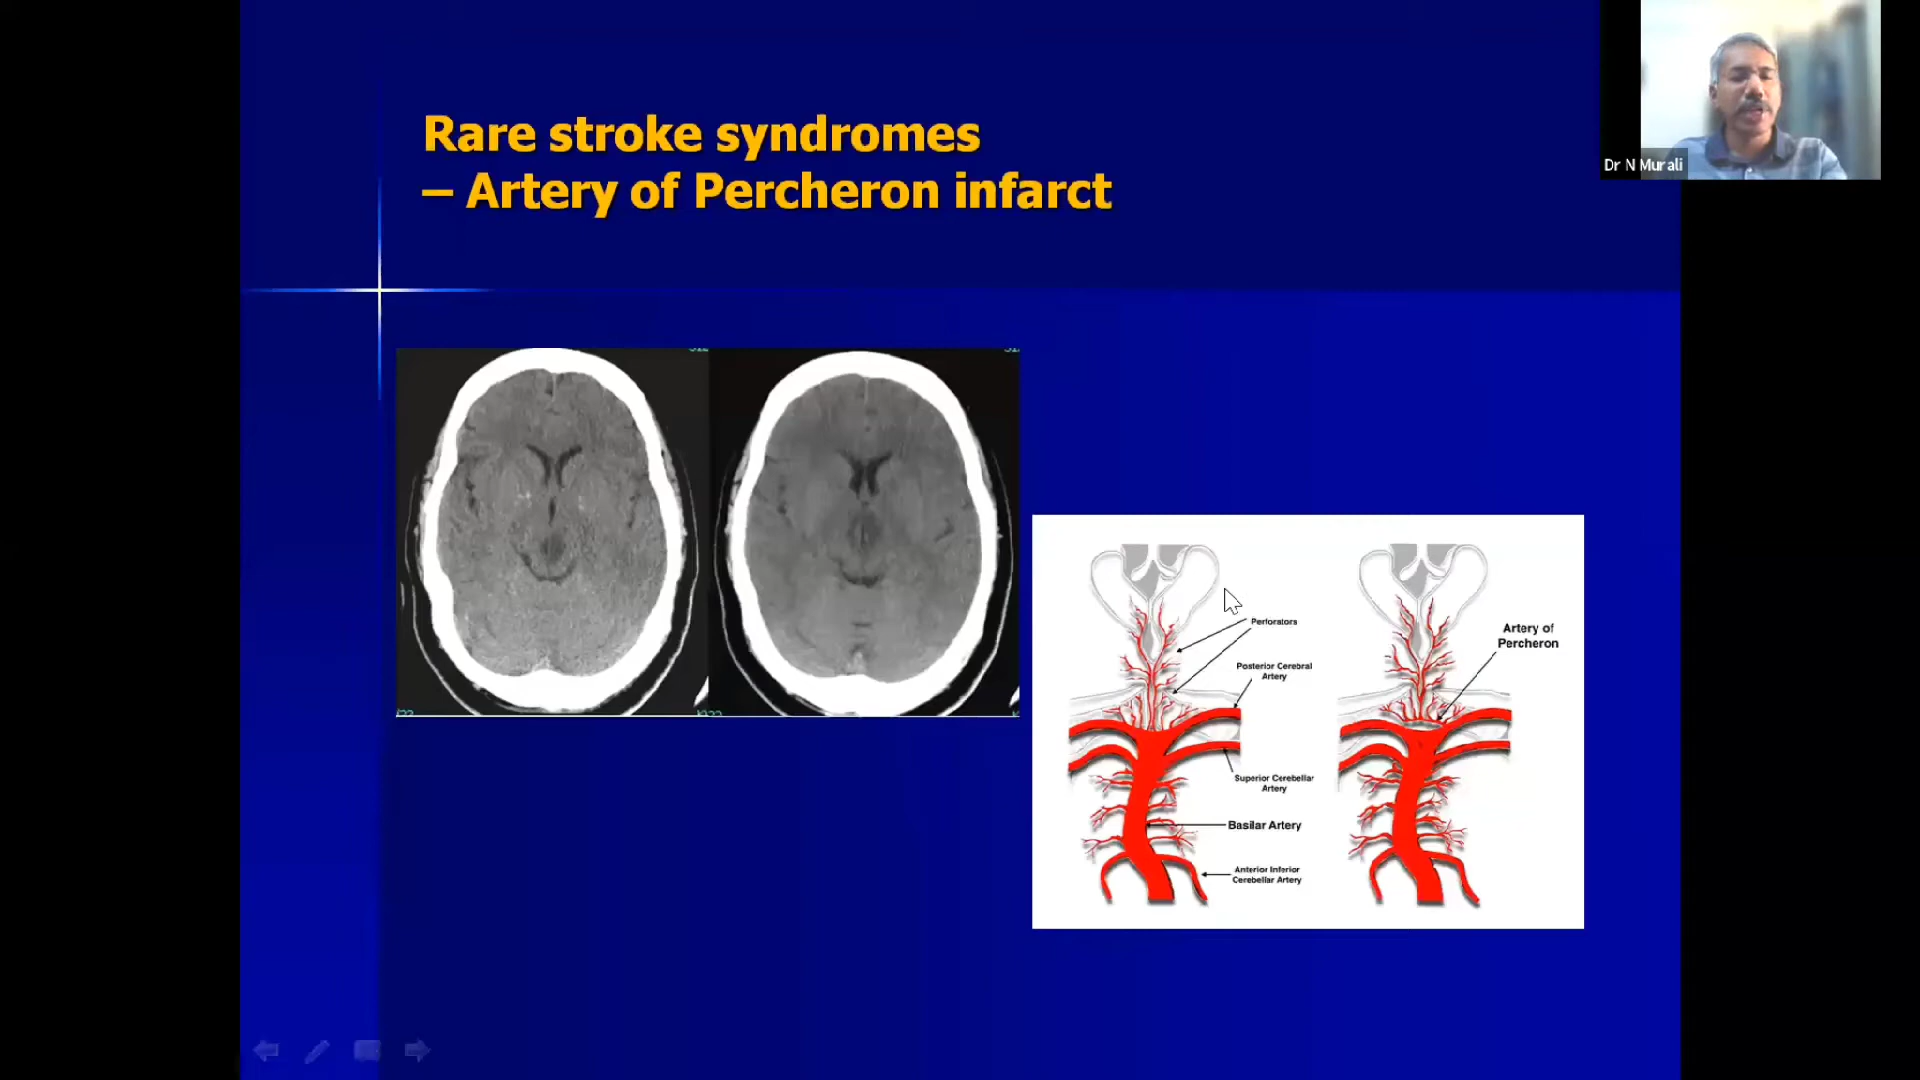 Rare stroke syndromes
– Artery of Percheron infarct
Dr N Murali
Perforators
Posterior Cerebral
Artery
Superior Cerebellar
Artery
Basilar Artery
Anterior Inferior
Cerebellar Artery
Artery of
Percheron